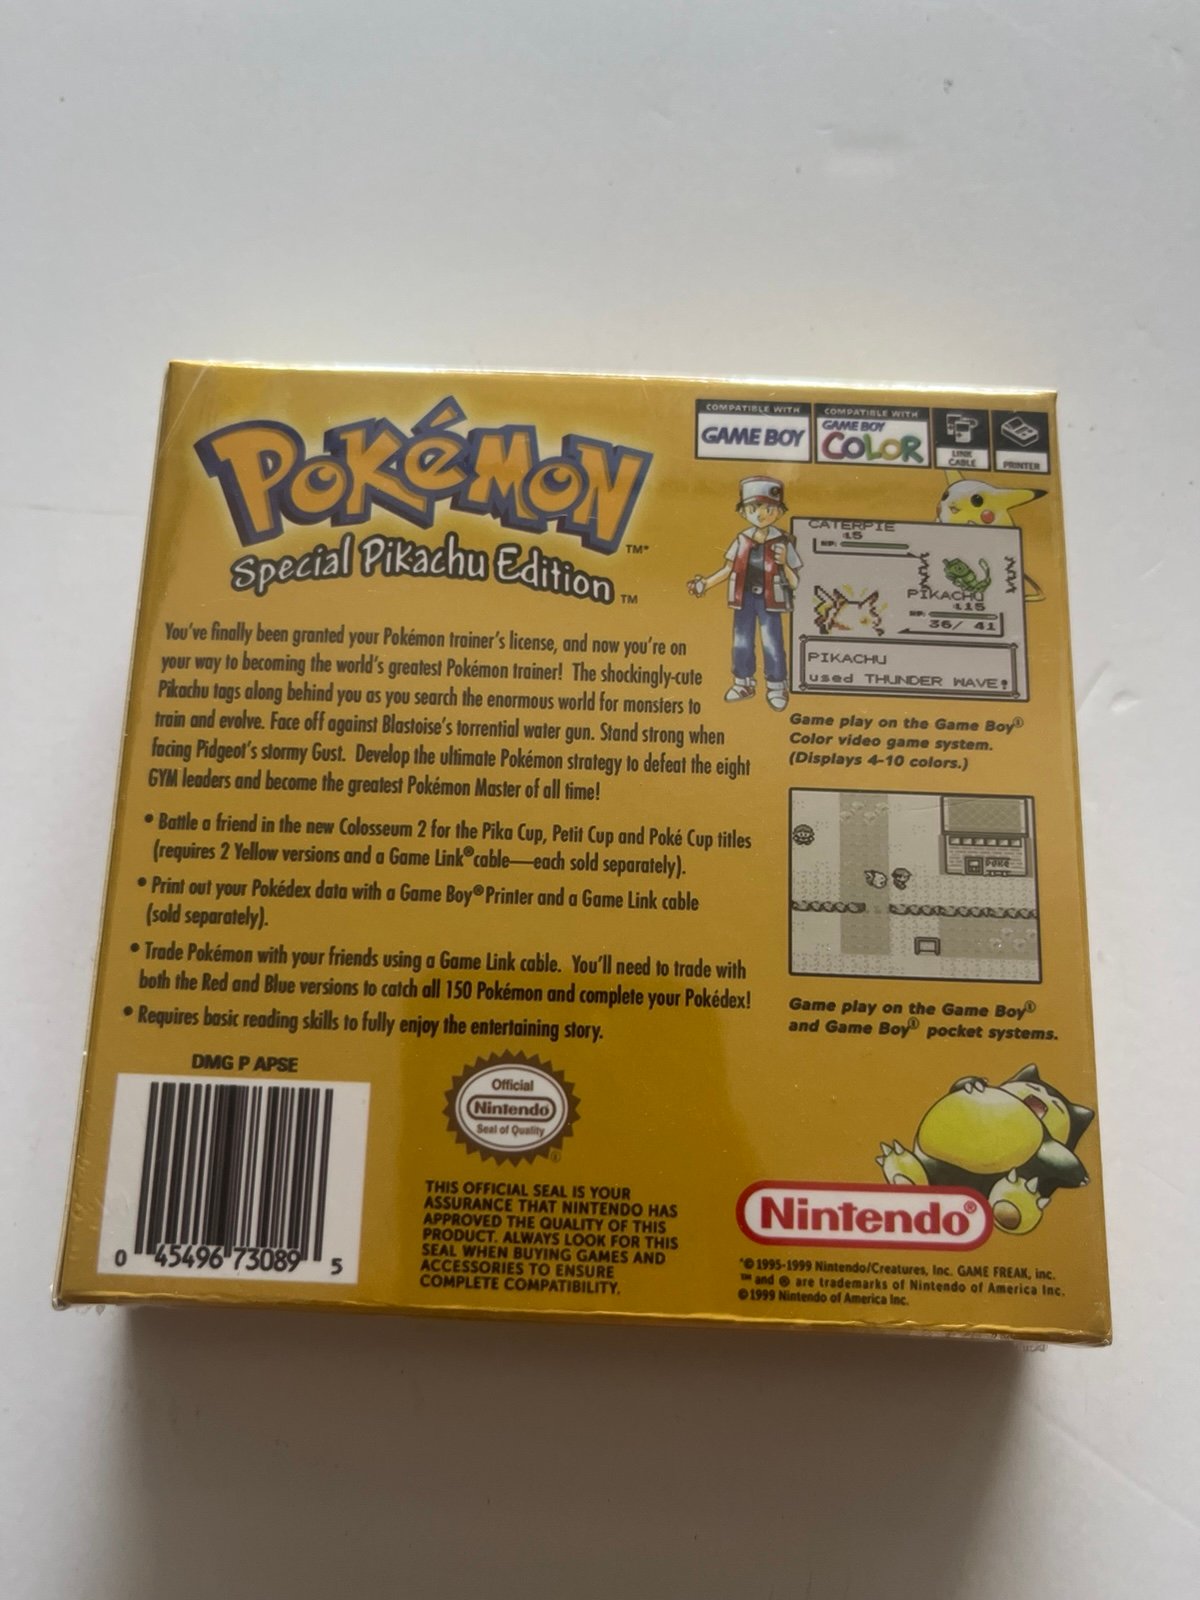 POKéMON
TM*
Special Pikachu Edition
TM
COMPATIBLE WITH
GAME BOY
COMPATIBLE WITH
GAME BOY
COLOR
LINK
CABLE
PRINTER
You've finally been granted your Pokémon trainer's license, and now you're on
your way to becoming the world's greatest Pokémon trainer! The shockingly-cute
Pikachu tags along behind you as you search the enormous world for monsters to
train and evolve. Face off against Blastoise's torrential water gun. Stand strong when
facing Pidgeot's stormy Gust. Develop the ultimate Pokémon strategy to defeat the eight
GYM leaders and become the greatest Pokémon Master of all time!
• Battle a friend in the new Colosseum 2 for the Pika Cup, Petit Cup and Poké Cup titles
(requires 2 Yellow versions and a Game Link® cable—each sold separately).
• Print out your Pokédex data with a Game Boy® Printer and a Game Link cable
(sold separately).
• Trade Pokémon with your friends using a Game Link cable. You'll need to trade with
both the Red and Blue versions to catch all 150 Pokémon and complete your Pokédex!
• Requires basic reading skills to fully enjoy the entertaining story.
CATERPIE
:L5
HP:
PIKACHU
:L15
HP:
36/ 41
PIKACHU
used THUNDER WAVE!
Game play on the Game Boy®
Color video game system.
(Displays 4-10 colors.)
POKé
Game play on the Game Boy®
and Game Boy® pocket systems.
DMG P APSE
0 45496 73089 5
Official
Nintendo
Seal of Quality
®
THIS OFFICIAL SEAL IS YOUR
ASSURANCE THAT NINTENDO HAS
APPROVED THE QUALITY OF THIS
PRODUCT. ALWAYS LOOK FOR THIS
SEAL WHEN BUYING GAMES AND
ACCESSORIES TO ENSURE
COMPLETE COMPATIBILITY.
Nintendo®
*© 1995-1999 Nintendo/Creatures, Inc. GAME FREAK, inc.
™ and ® are trademarks of Nintendo of America Inc.
© 1999 Nintendo of America Inc.